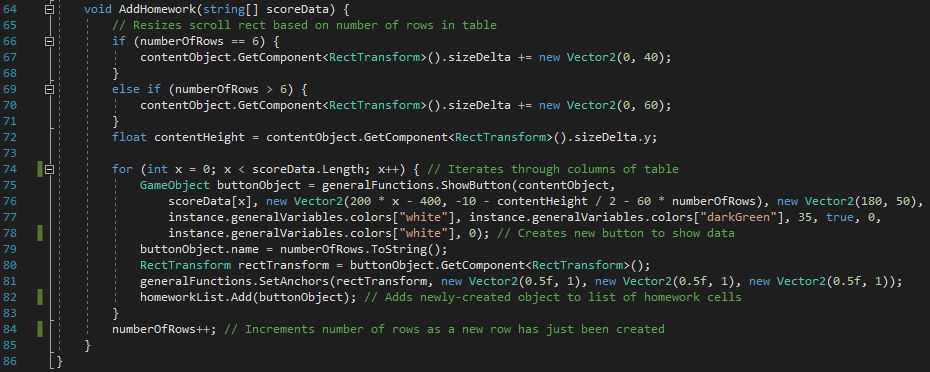 64 void AddHomework(string[] scoreData) {
65 // Resizes scroll rect based on number of rows in table
66 if (numberOfRows == 6) {
67 contentObject.GetComponent<RectTransform>().sizeDelta += new Vector2(0, 40);
68 }
69 else if (numberOfRows > 6) {
70 contentObject.GetComponent<RectTransform>().sizeDelta += new Vector2(0, 60);
71 }
72 float contentHeight = contentObject.GetComponent<RectTransform>().sizeDelta.y;
73
74 for (int x = 0; x < scoreData.Length; x++) { // Iterates through columns of table
75 GameObject buttonObject = generalFunctions.ShowButton(contentObject,
76 scoreData[x], new Vector2(200 * x - 400, -10 - contentHeight / 2 - 60 * numberOfRows), new Vector2(180, 50),
77 instance.generalVariables.colors["white"], instance.generalVariables.colors["darkGreen"], 35, true, 0,
78 instance.generalVariables.colors["white"], 0); // Creates new button to show data
79 buttonObject.name = numberOfRows.ToString();
80 RectTransform rectTransform = buttonObject.GetComponent<RectTransform>();
81 generalFunctions.SetAnchors(rectTransform, new Vector2(0.5f, 1), new Vector2(0.5f, 1), new Vector2(0.5f, 1));
82 homeworkList.Add(buttonObject); // Adds newly-created object to list of homework cells
83 }
84 numberOfRows++; // Increments number of rows as a new row has just been created
85 }
86 }